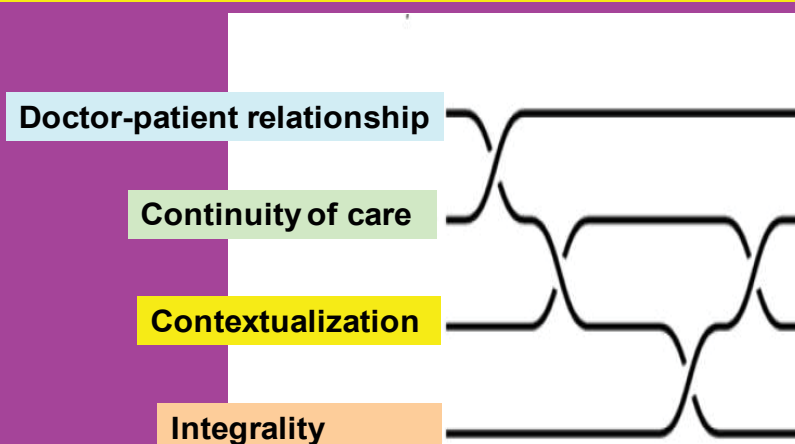 Doctor-patient relationship
Continuity of care
Contextualization
Integrality